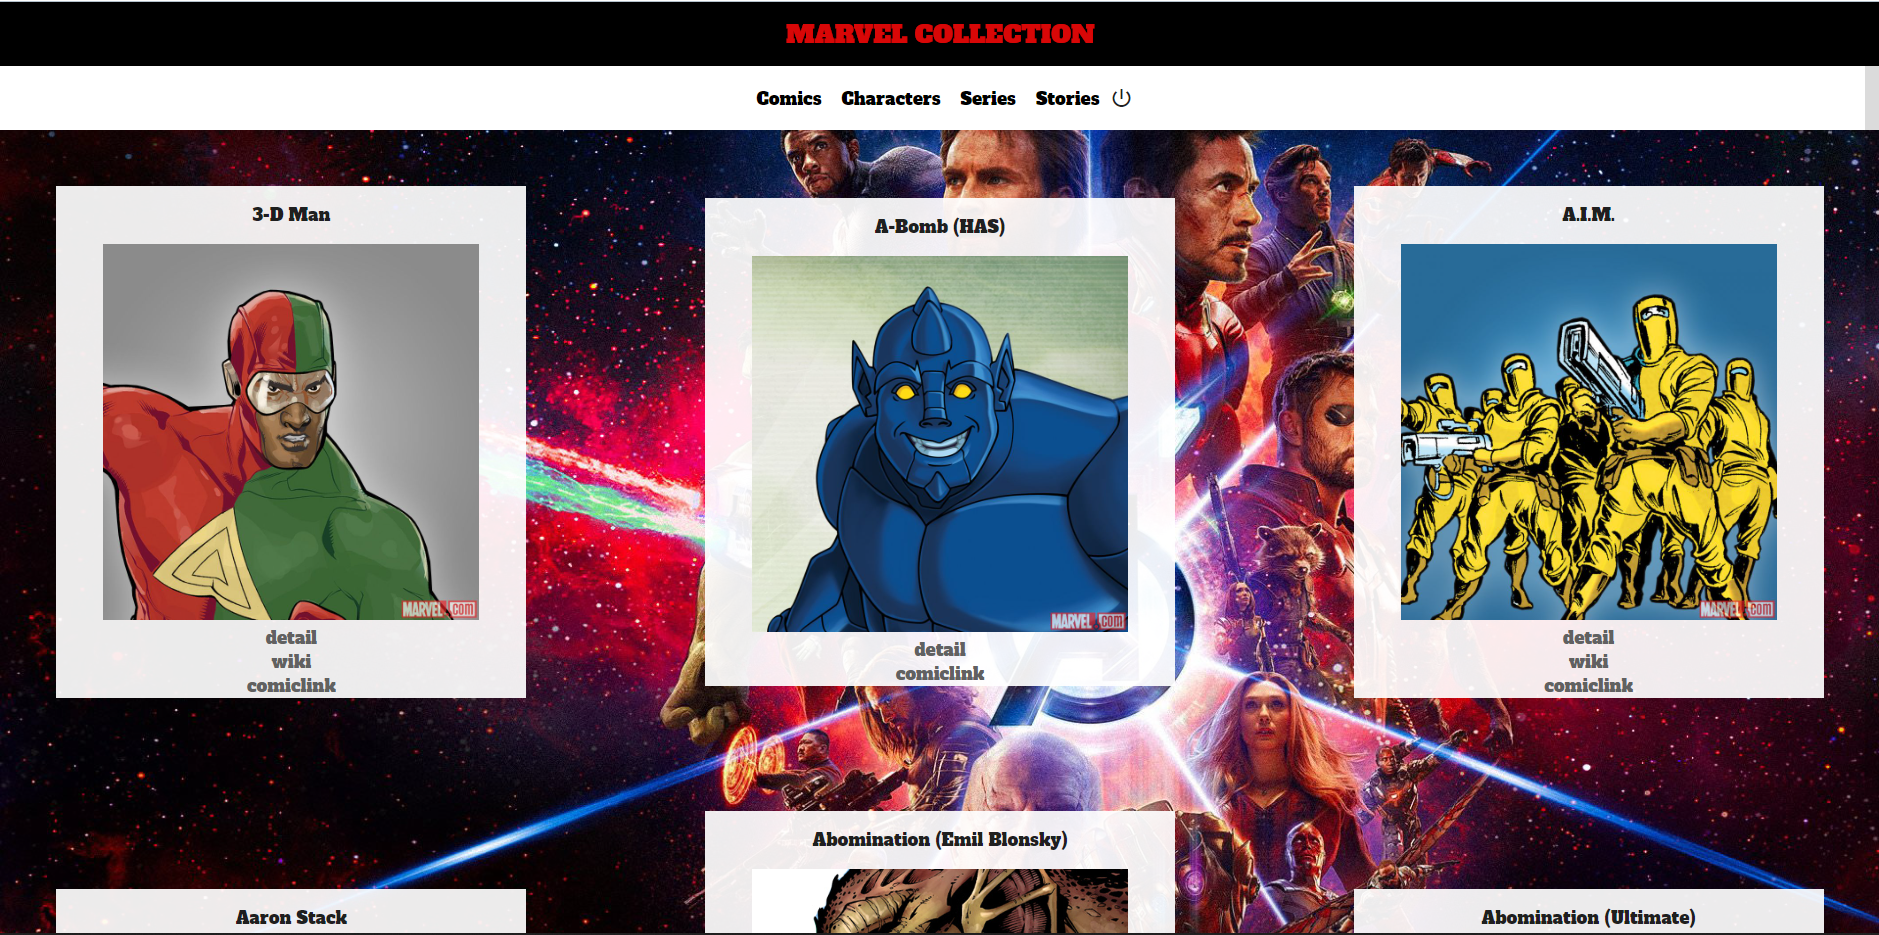 MARVEL COLLECTION
Comics Characters Series Stories
3-D Man
MARVEL.com
detail
wiki
comiclink
A-Bomb (HAS)
MARVEL.com
detail
comiclink
A.I.M.
MARVEL.com
detail
wiki
comiclink
Aaron Stack
Abomination (Emil Blonsky)
Abomination (Ultimate)